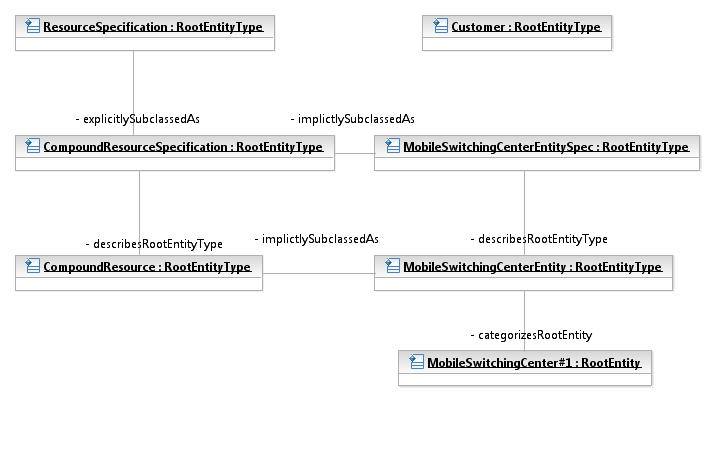 ResourceSpecification : RootEntityType
Customer : RootEntityType
- explicitlySubclassedAs
- implictlySubclassedAs
CompoundResourceSpecification : RootEntityType
MobileSwitchingCenterEntitySpec : RootEntityType
- describesRootEntityType
- implictlySubclassedAs
- describesRootEntityType
CompoundResource : RootEntityType
MobileSwitchingCenterEntity : RootEntityType
- categorizesRootEntity
MobileSwitchingCenter#1 : RootEntity